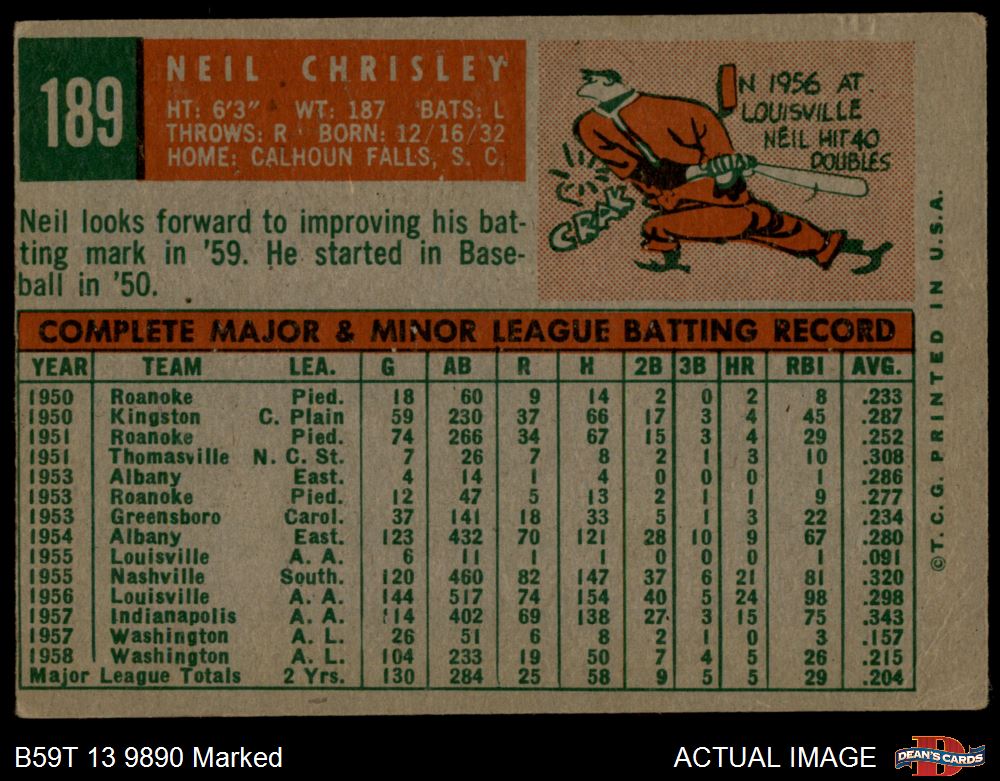 189
NEIL CHRISLEY
HT: 6'3" WT: 187 BATS: L
THROWS: R BORN: 12/16/32
HOME: CALHOUN FALLS, S. C.
IN 1956 AT
LOUISVILLE
NEIL HIT 40
DOUBLES
CRAK
Neil looks forward to improving his bat-
ting mark in '59. He started in Base-
ball in '50.
COMPLETE MAJOR & MINOR LEAGUE BATTING RECORD
YEAR TEAM LEA. G AB R H 2B 3B HR RBI AVG.
1950 Roanoke Pied. 18 60 9 14 2 0 2 8 .233
1950 Kingston C. Plain 59 230 37 66 17 3 4 45 .287
1951 Roanoke Pied. 74 266 34 67 15 3 4 29 .252
1951 Thomasville N. C. St. 7 26 7 8 2 1 3 10 .308
1953 Albany East. 4 14 1 4 0 0 0 1 .286
1953 Roanoke Pied. 12 47 5 13 2 1 1 9 .277
1953 Greensboro Carol. 37 141 18 33 5 1 3 22 .234
1954 Albany East. 123 432 70 121 28 10 9 67 .280
1955 Louisville A. A. 6 11 1 1 0 0 0 1 .091
1955 Nashville South. 120 460 82 147 37 6 21 81 .320
1956 Louisville A. A. 144 517 74 154 40 5 24 98 .298
1957 Indianapolis A. A. 114 402 69 138 27 3 15 75 .343
1957 Washington A. L. 26 51 6 8 2 1 0 3 .157
1958 Washington A. L. 104 233 19 50 7 4 5 26 .215
Major League Totals 2 Yrs. 130 284 25 58 9 5 5 29 .204
© T. C. G. PRINTED IN U.S.A.
B59T 13 9890 Marked
ACTUAL IMAGE
D
DEAN'S CARDS